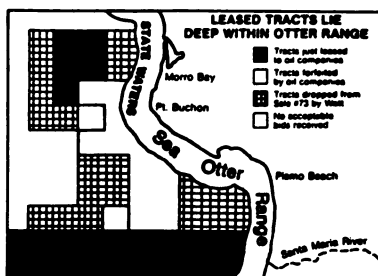 LEASED TRACTS LIE
DEEP WITHIN OTTER RANGE
Tracts just leased
to oil companies
Tracts forfeited
by oil companies
Tracts dropped from
Sale #73 by Watt
No acceptable
bids received
STATE WATERS
Morro Bay
Pt. Buchon
Sea Otter Range
Pismo Beach
Santa Maria River